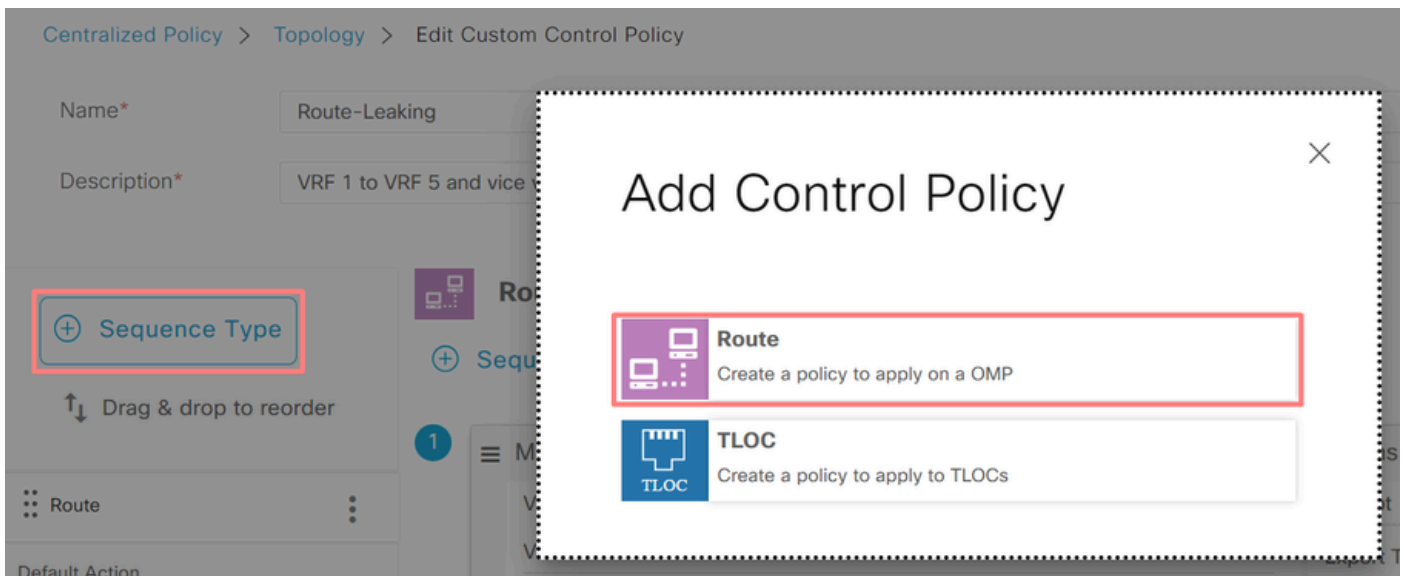 Centralized Policy > Topology > Edit Custom Control Policy
Name* Route-Leaking
Description* VRF 1 to VRF 5 and vice
Add Control Policy
Sequence Type
Drag & drop to reorder
Route
Create a policy to apply on a OMP
TLOC
TLOC
Create a policy to apply to TLOCs
1
Route
Default Action